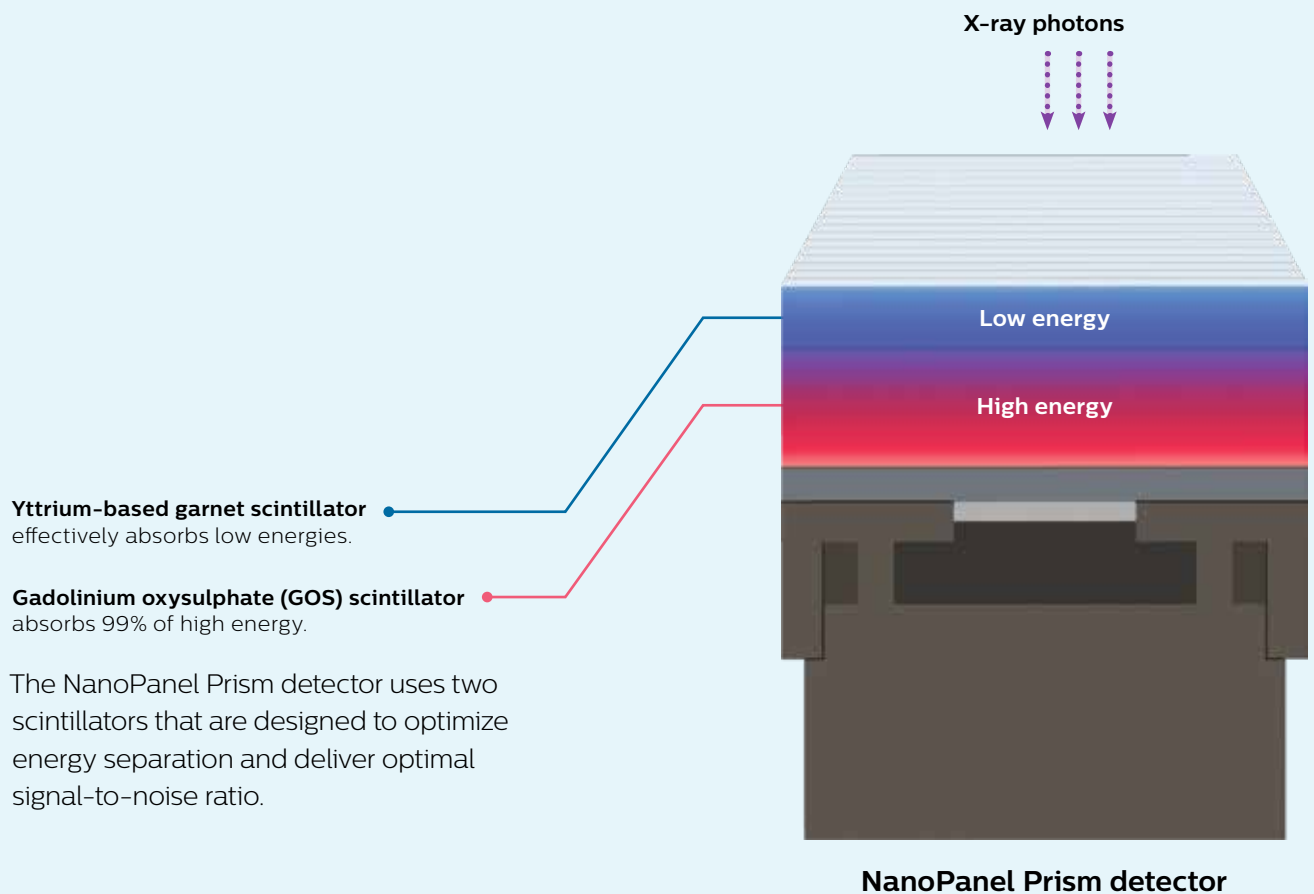 X-ray photons
Low energy
High energy
Yttrium-based garnet scintillator
effectively absorbs low energies.
Gadolinium oxysulphate (GOS) scintillator
absorbs 99% of high energy.
The NanoPanel Prism detector uses two
scintillators that are designed to optimize
energy separation and deliver optimal
signal-to-noise ratio.
NanoPanel Prism detector